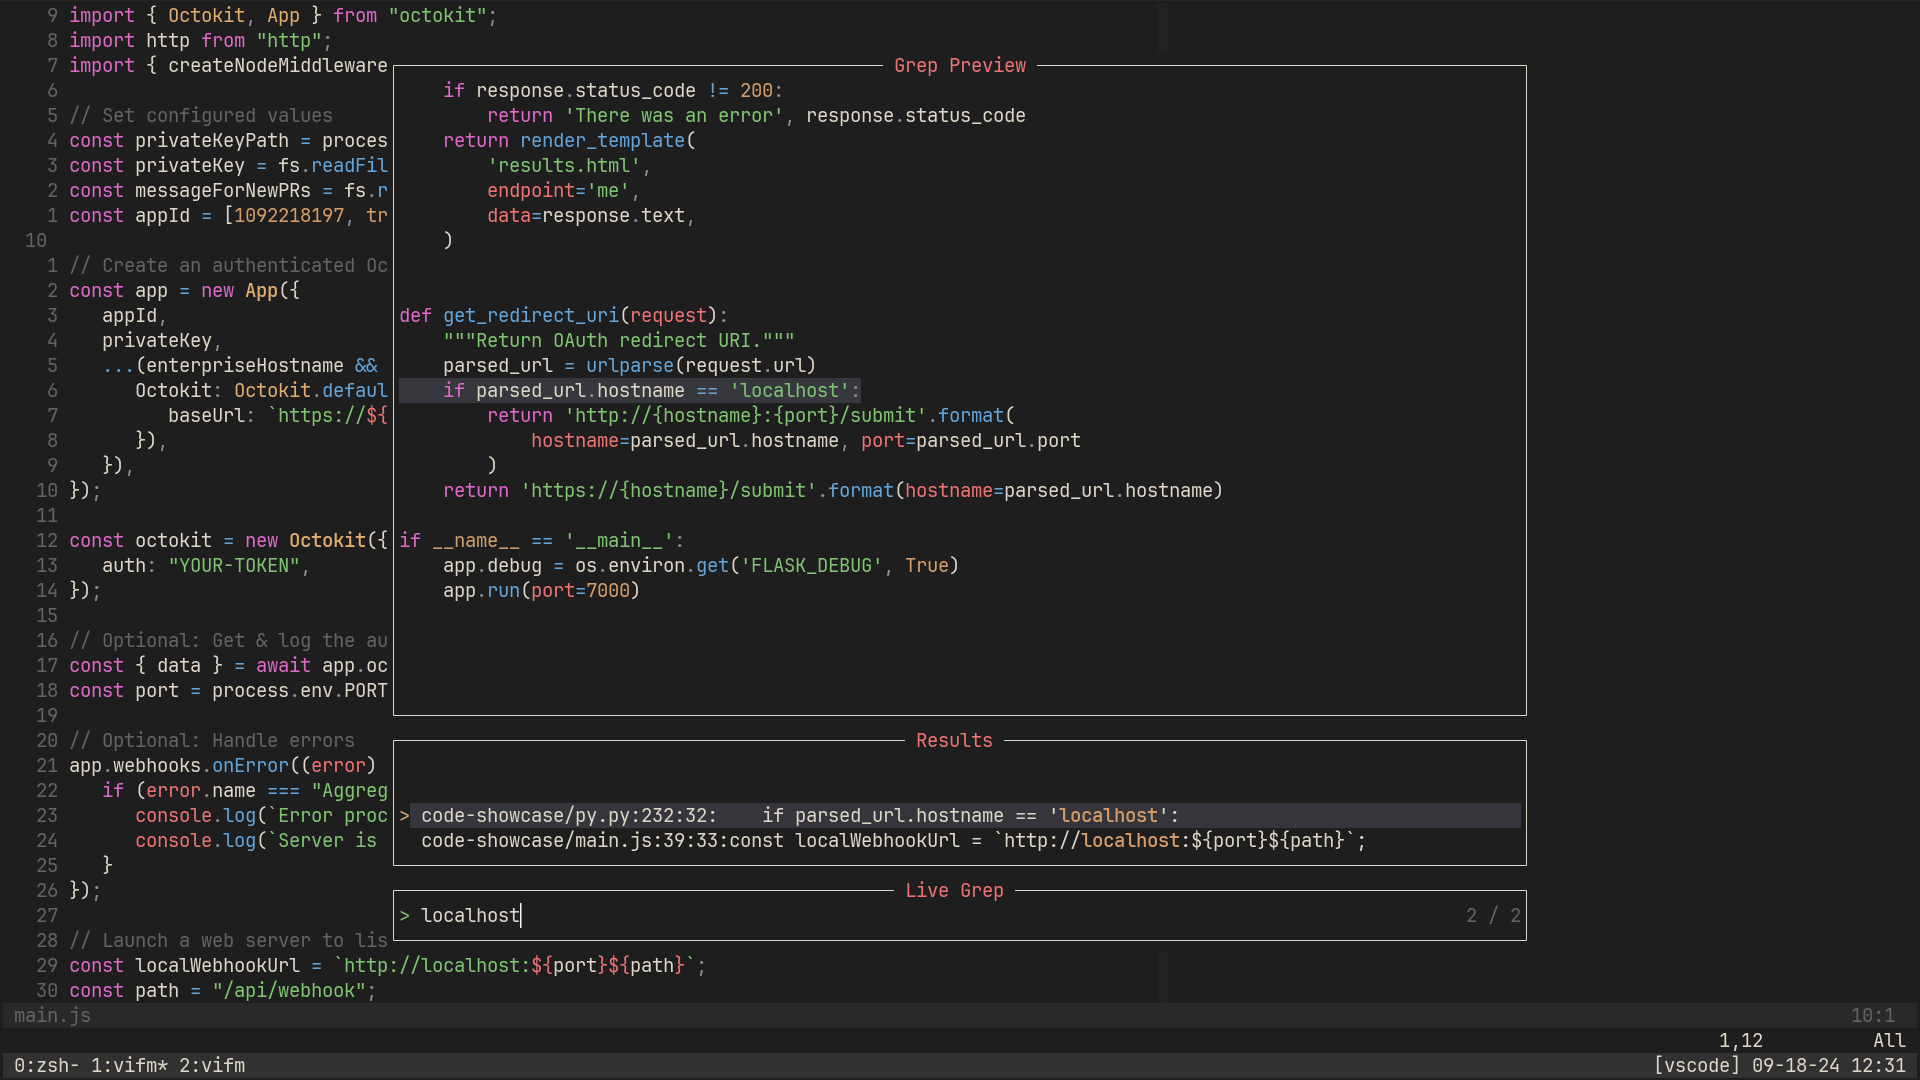 9 import { Octokit, App } from "octokit";
8 import http from "http";
7 import { createNodeMiddleware
6
5 // Set configured values
4 const privateKeyPath = proces
3 const privateKey = fs.readFil
2 const messageForNewPRs = fs.r
1 const appId = [1092218197, tr
10
1 // Create an authenticated Oc
2 const app = new App({
3    appId,
4    privateKey,
5    ...(enterpriseHostname &&
6       Octokit: Octokit.defaul
7          baseUrl: `https://${
8       }),
9    }),
10 });
11
12 const octokit = new Octokit({
13    auth: "YOUR-TOKEN",
14 });
15
16 // Optional: Get & log the au
17 const { data } = await app.oc
18 const port = process.env.PORT
19
20 // Optional: Handle errors
21 app.webhooks.onError((error)
22    if (error.name === "Aggreg
23       console.log(`Error proc
24       console.log(`Server is
25    }
26 });
27
28 // Launch a web server to lis
29 const localWebhookUrl = `http://localhost:${port}${path}`;
30 const path = "/api/webhook";
Grep Preview
    if response.status_code != 200:
        return 'There was an error', response.status_code
    return render_template(
        'results.html',
        endpoint='me',
        data=response.text,
    )
def get_redirect_uri(request):
    """Return OAuth redirect URI."""
    parsed_url = urlparse(request.url)
    if parsed_url.hostname == 'localhost':
        return 'http://{hostname}:{port}/submit'.format(
            hostname=parsed_url.hostname, port=parsed_url.port
        )
    return 'https://{hostname}/submit'.format(hostname=parsed_url.hostname)
if __name__ == '__main__':
    app.debug = os.environ.get('FLASK_DEBUG', True)
    app.run(port=7000)
Results
> code-showcase/py.py:232:32:    if parsed_url.hostname == 'localhost':
code-showcase/main.js:39:33:const localWebhookUrl = `http://localhost:${port}${path}`;
Live Grep
> localhost 2 / 2
main.js 10:1
1,12 All
0:zsh- 1:vifm* 2:vifm [vscode] 09-18-24 12:31